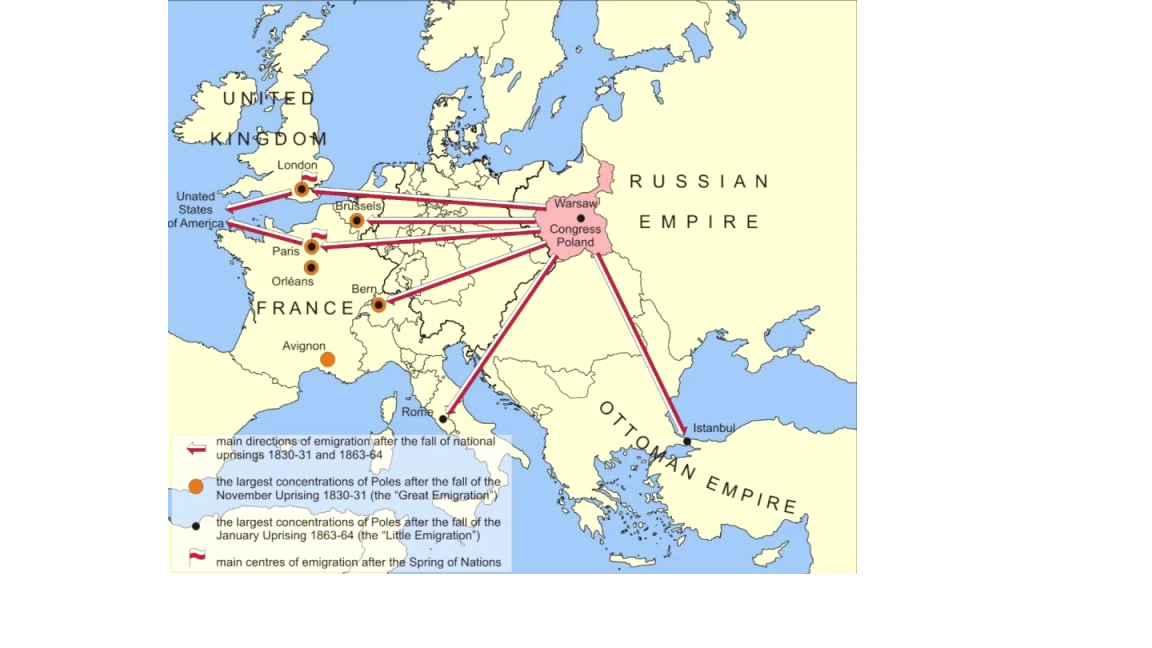 UNITED
KINGDOM
London
Unated
States
of America
Brussels
Paris
Orléans
Bern
FRANCE
Avignon
Rome
Warsaw
Congress
Poland
RUSSIAN
EMPIRE
Istanbul
OTTOMAN EMPIRE
main directions of emigration after the fall of national
uprisings 1830-31 and 1863-64
the largest concentrations of Poles after the fall of the
November Uprising 1830-31 (the “Great Emigration”)
the largest concentrations of Poles after the fall of the
January Uprising 1863-64 (the “Little Emigration”)
main centres of emigration after the Spring of Nations